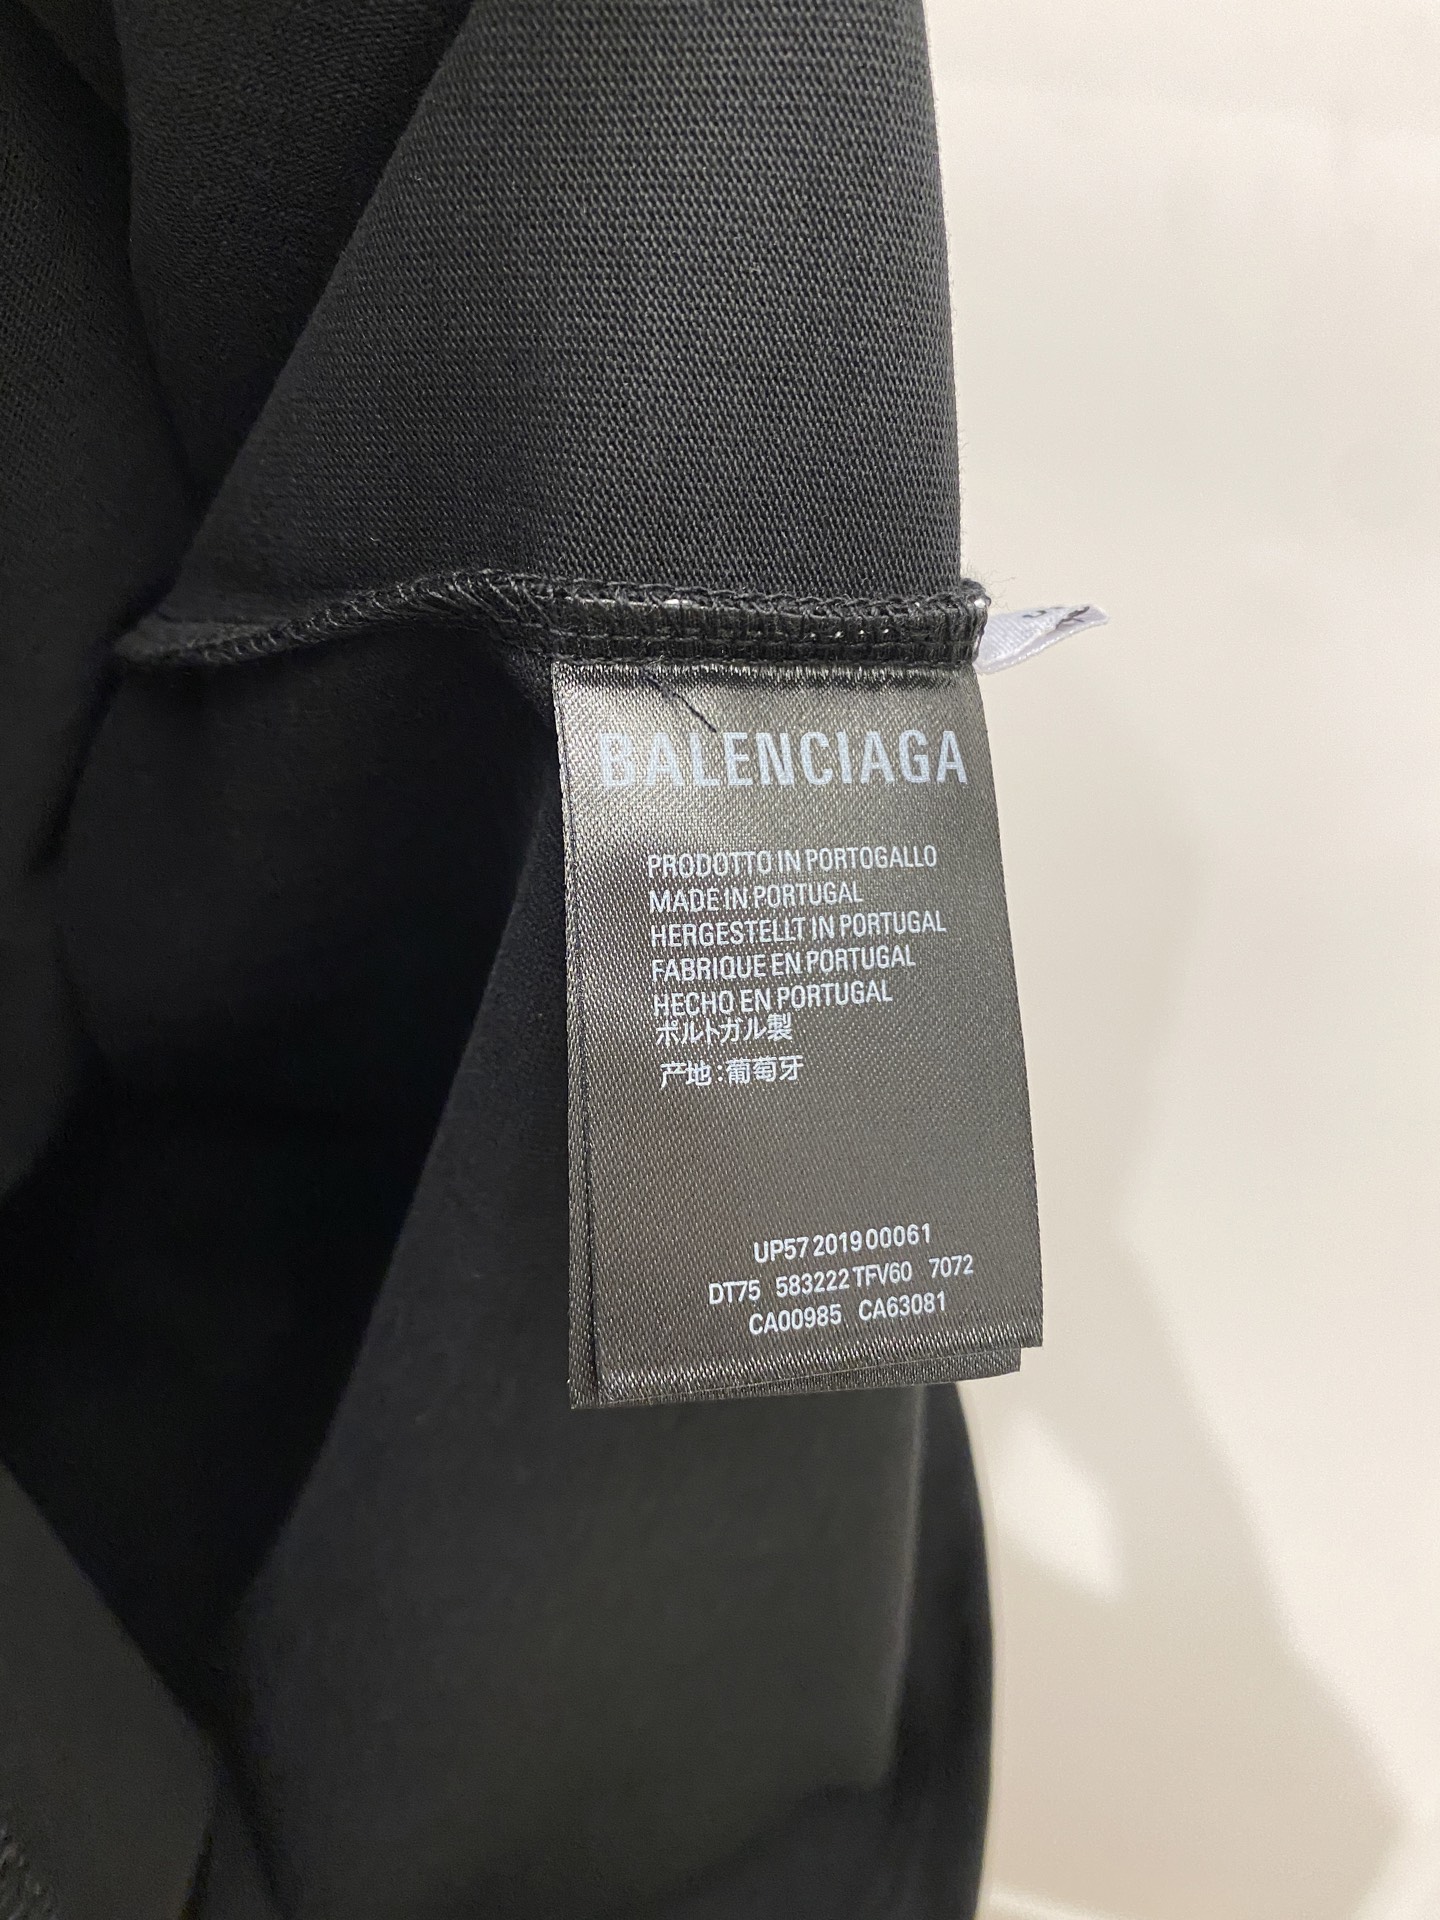 BALENCIAGA
PRODOTTO IN PORTOGALLO
MADE IN PORTUGAL
HERGESTELLT IN PORTUGAL
FABRIQUE EN PORTUGAL
HECHO EN PORTUGAL
ポルトガル製
产地:葡萄牙
UP57 2019 00061
DT75 583222 TFV60 7072
CA00985 CA63081